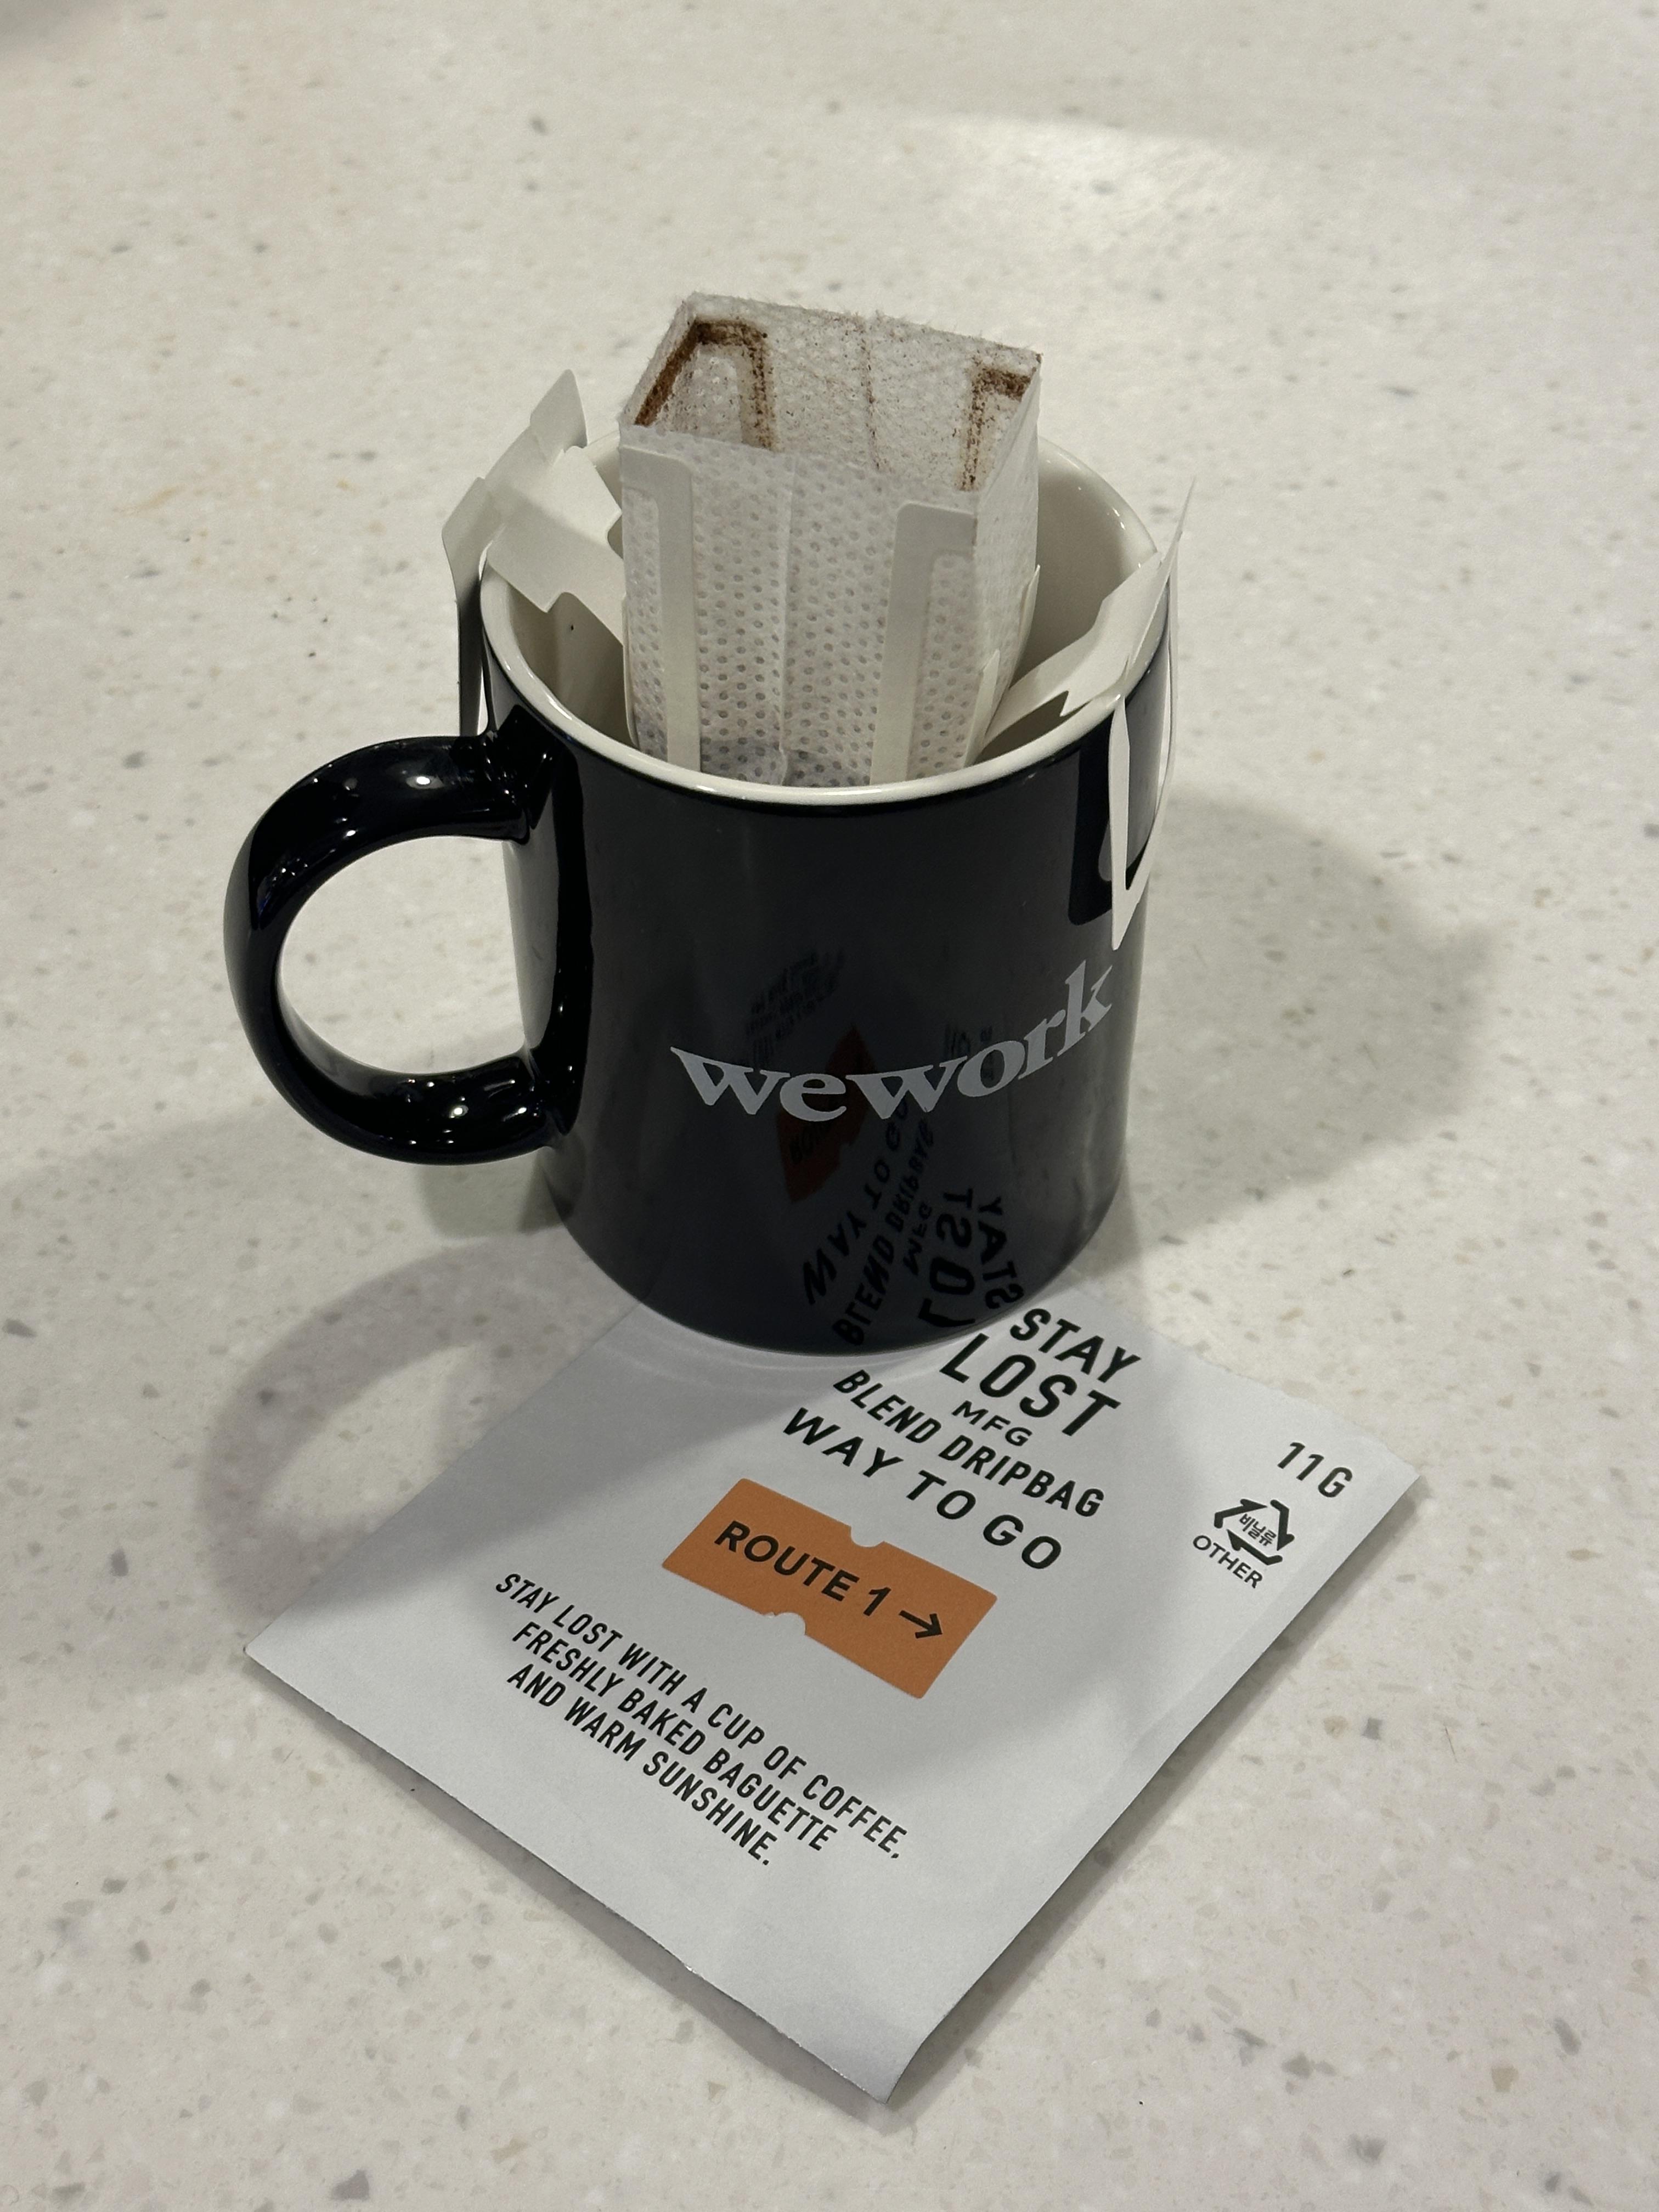 wework
STAY
LOST
MFG
BLEND DRIPBAG
WAY TO GO
ROUTE 1 →
11G
비닐류
OTHER
STAY LOST WITH A CUP OF COFFEE,
FRESHLY BAKED BAGUETTE
AND WARM SUNSHINE.